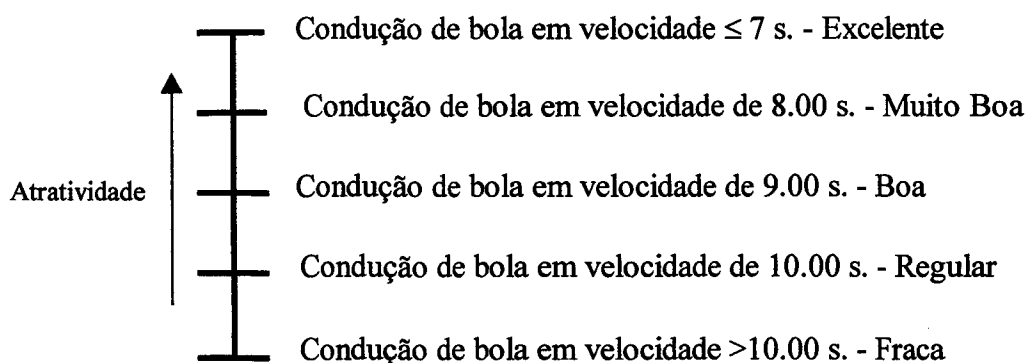 Condução de bola em velocidade ≤ 7 s. - Excelente
Condução de bola em velocidade de 8.00 s. - Muito Boa
Atratividade
Condução de bola em velocidade de 9.00 s. - Boa
Condução de bola em velocidade de 10.00 s. - Regular
Condução de bola em velocidade >10.00 s. - Fraca